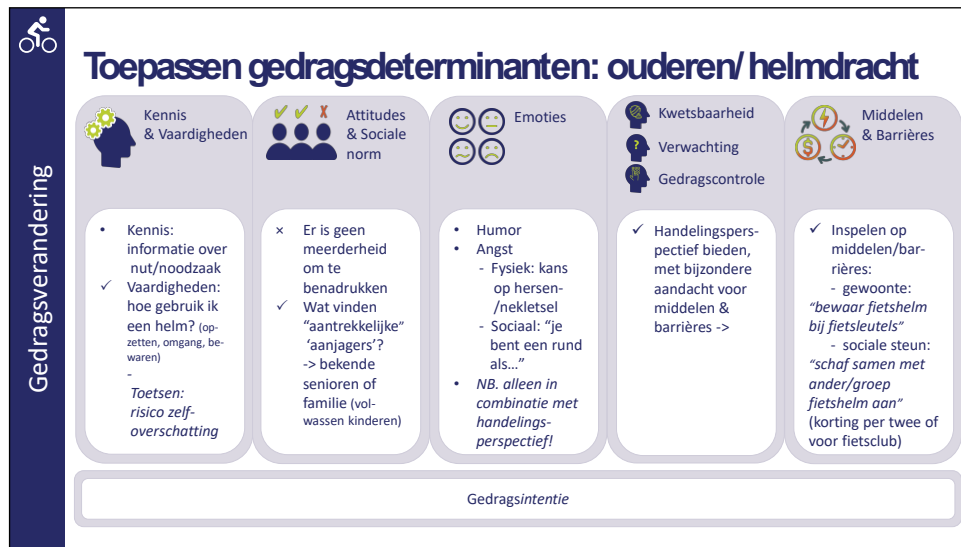 Gedragsverandering
Toepassen gedragsdeterminanten: ouderen/ helmdracht
Kennis
& Vaardigheden
Attitudes
& Sociale
norm
Emoties
Kwetsbaarheid
?
Verwachting
Gedragscontrole
$
Middelen
& Barrières
• Kennis:
informatie over
nut/noodzaak
✓ Vaardigheden:
hoe gebruik ik
een helm? (op-
zetten, omgang, be-
waren)
-
Toetsen:
risico zelf-
overschatting
× Er is geen
meerderheid
om te
benadrukken
✓ Wat vinden
“aantrekkelijke”
‘aanjagers’?
-> bekende
senioren of
familie (vol-
wassen kinderen)
• Humor
• Angst
- Fysiek: kans
op hersen-
/nekletsel
- Sociaal: “je
bent een rund
als…”
• NB. alleen in
combinatie met
handelings-
perspectief!
✓ Handelingspers-
pectief bieden,
met bijzondere
aandacht voor
middelen &
barrières ->
✓ Inspelen op
middelen/bar-
rières:
- gewoonte:
“bewaar fietshelm
bij fietsleutels”
- sociale steun:
“schaf samen met
ander/groep
fietshelm aan”
(korting per twee of
voor fietsclub)
Gedragsintentie